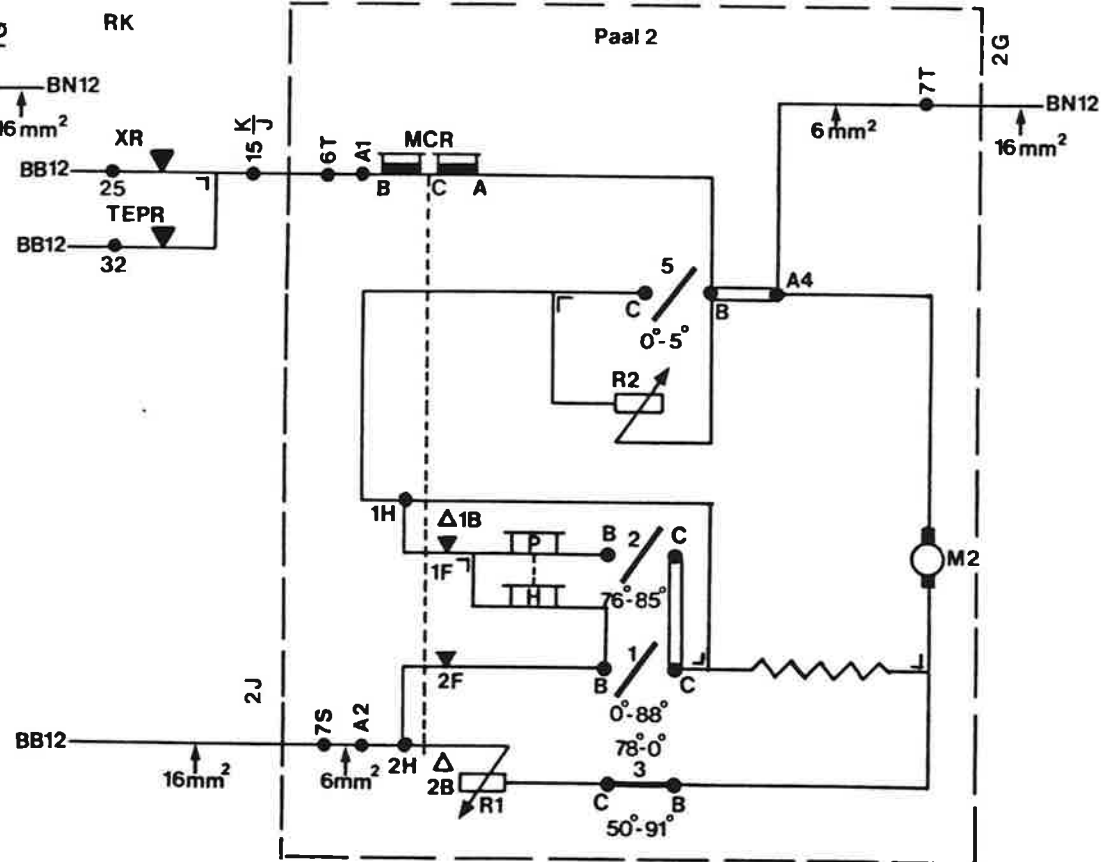 RK
Paal 2
2G
BN12
16mm²
7T
BN12
6mm²
16mm²
XR
15 K/J
6T
A1
MCR
BB12
25
B
C
A
TEPR
BB12
32
5
A4
C
B
0°-5°
R2
1H
Δ1B
1F
P
B
2
C
H
76°-85°
M2
2F
1
B
C
0°-88°
2J
7S
A2
78°-0°
BB12
16mm²
6mm²
2H
Δ
2B
R1
3
C
B
50°-91°